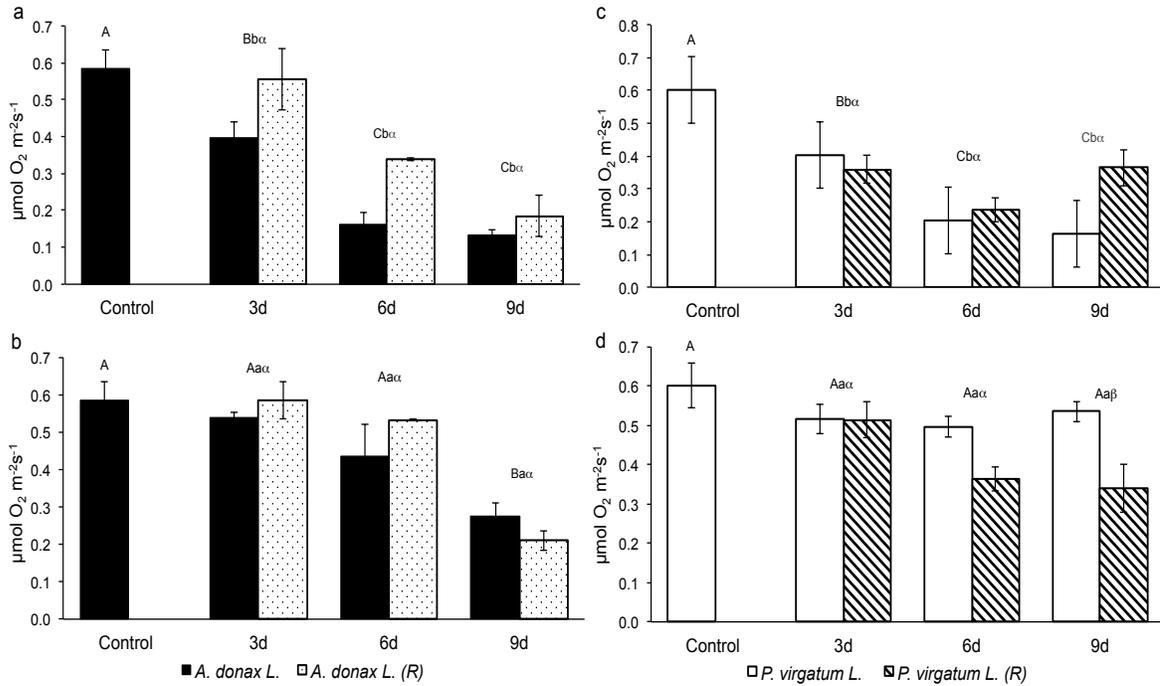 a
0.7
0.6
0.5
0.4
0.3
0.2
0.1
0.0
µmol O2 m-2s-1
A
Bbα
Cbα
Cbα
Control 3d 6d 9d
b
0.7
0.6
0.5
0.4
0.3
0.2
0.1
0.0
µmol O2 m-2s-1
A
Aaα
Aaα
Baα
Control 3d 6d 9d
A. donax L. A. donax L. (R)
c
0.8
0.7
0.6
0.5
0.4
0.3
0.2
0.1
0.0
µmol O2 m-2s-1
A
Bbα
Cbα
Cbα
Control 3d 6d 9d
d
0.7
0.6
0.5
0.4
0.3
0.2
0.1
0.0
µmol O2 m-2s-1
A
Aaα
Aaα
Aaβ
Control 3d 6d 9d
P. virgatum L. P. virgatum L. (R)